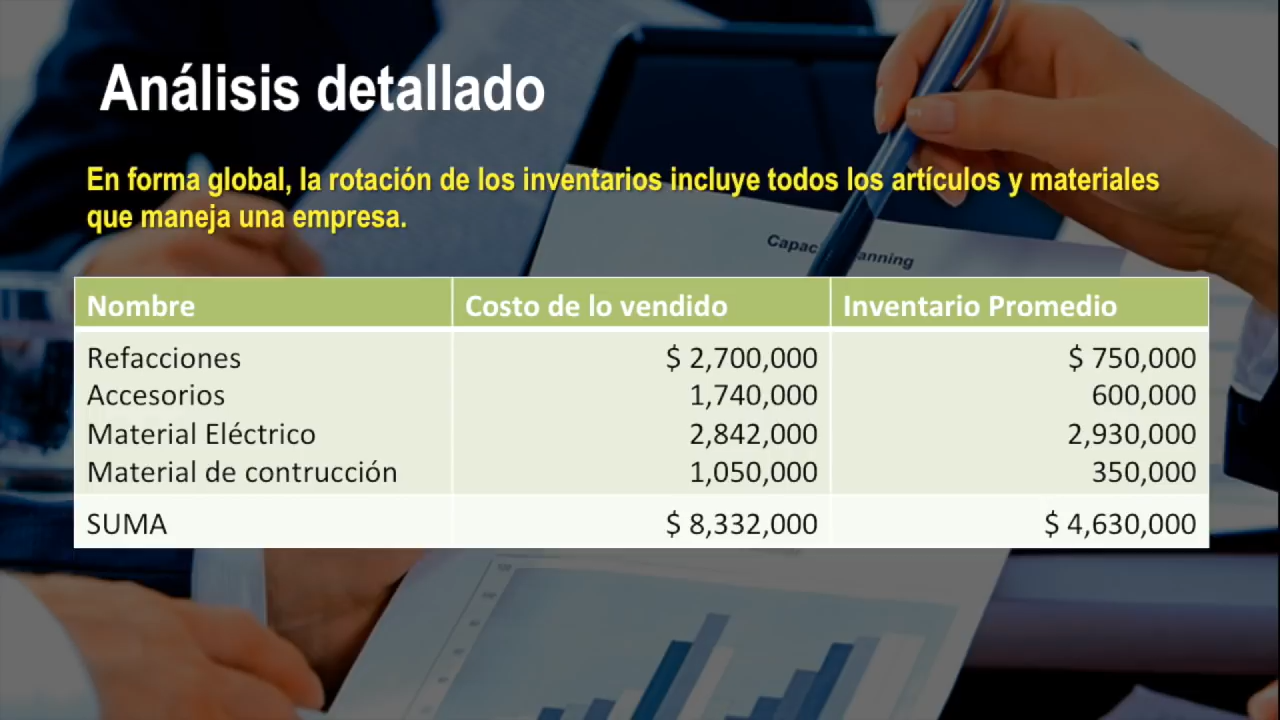 Análisis detallado
En forma global, la rotación de los inventarios incluye todos los artículos y materiales
que maneja una empresa.
Capac anning
Nombre Costo de lo vendido Inventario Promedio
Refacciones $ 2,700,000 $ 750,000
Accesorios 1,740,000 600,000
Material Eléctrico 2,842,000 2,930,000
Material de contrucción 1,050,000 350,000
SUMA $ 8,332,000 $ 4,630,000